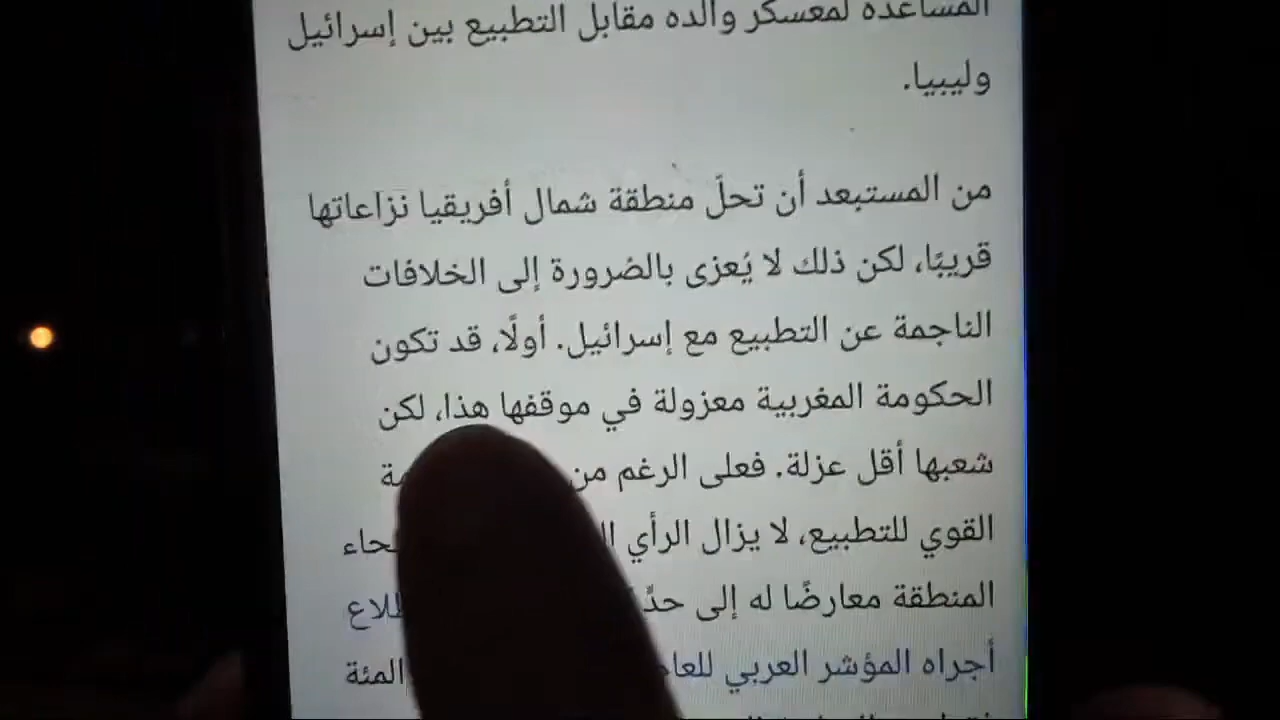 المساعدة لمعسكر والده مقابل التطبيع بين إسرائيل
وليبيا.
من المستبعد أن تحلّ منطقة شمال أفريقيا نزاعاتها
قريبًا، لكن ذلك لا يُعزى بالضرورة إلى الخلافات
الناجمة عن التطبيع مع إسرائيل. أولًا، قد تكون
الحكومة المغربية معزولة في موقفها هذا، لكن
شعبها أقل عزلة. فعلى الرغم من
القوي للتطبيع، لا يزال الرأي
المنطقة معارضًا له إلى حدٍّ
أجراه المؤشر العربي المئة